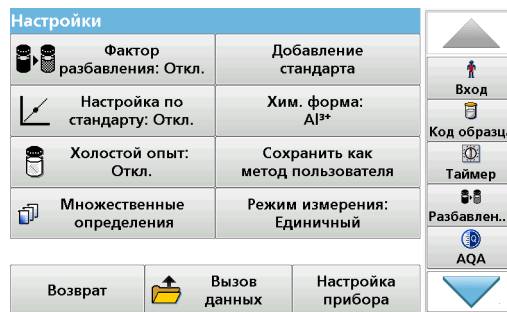 Настройки
Фактор
разбавления: Откл.
Добавление
стандарта
Настройка по
стандарту: Откл.
Хим. форма:
Al³⁺
Холостой опыт:
Откл.
Сохранить как
метод пользователя
Множественные
определения
Режим измерения:
Единичный
Возврат
Вызов
данных
Настройка
прибора
Вход
Код образца
Таймер
Разбавлен..
AQA